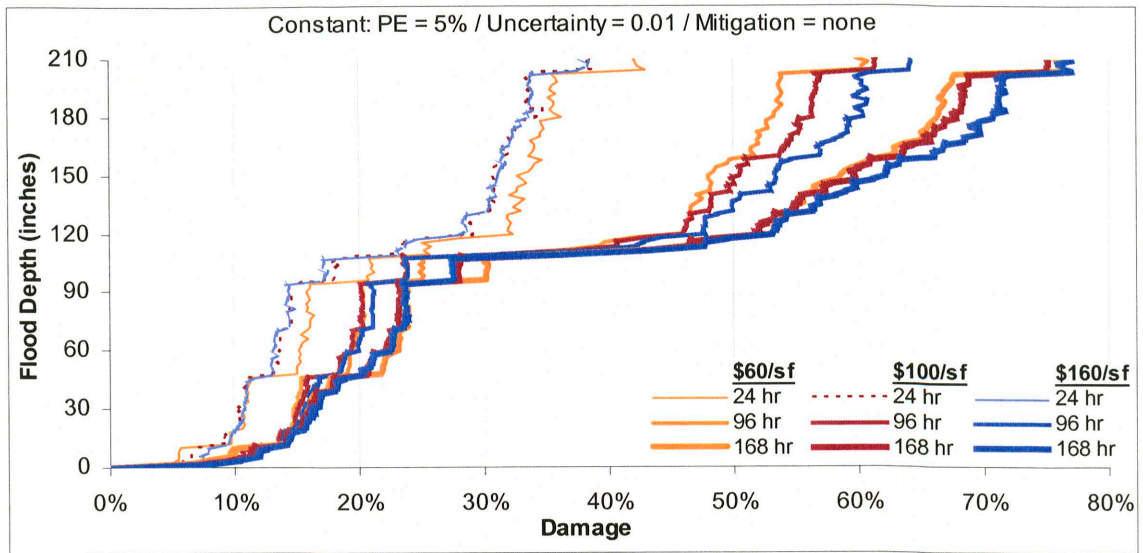 Constant: PE = 5% / Uncertainty = 0.01 / Mitigation = none
210
180
150
120
90
60
30
0
Flood Depth (inches)
$60/sf $100/sf $160/sf
24 hr 24 hr 24 hr
96 hr 96 hr 96 hr
168 hr 168 hr 168 hr
0% 10% 20% 30% 40% 50% 60% 70% 80%
Damage